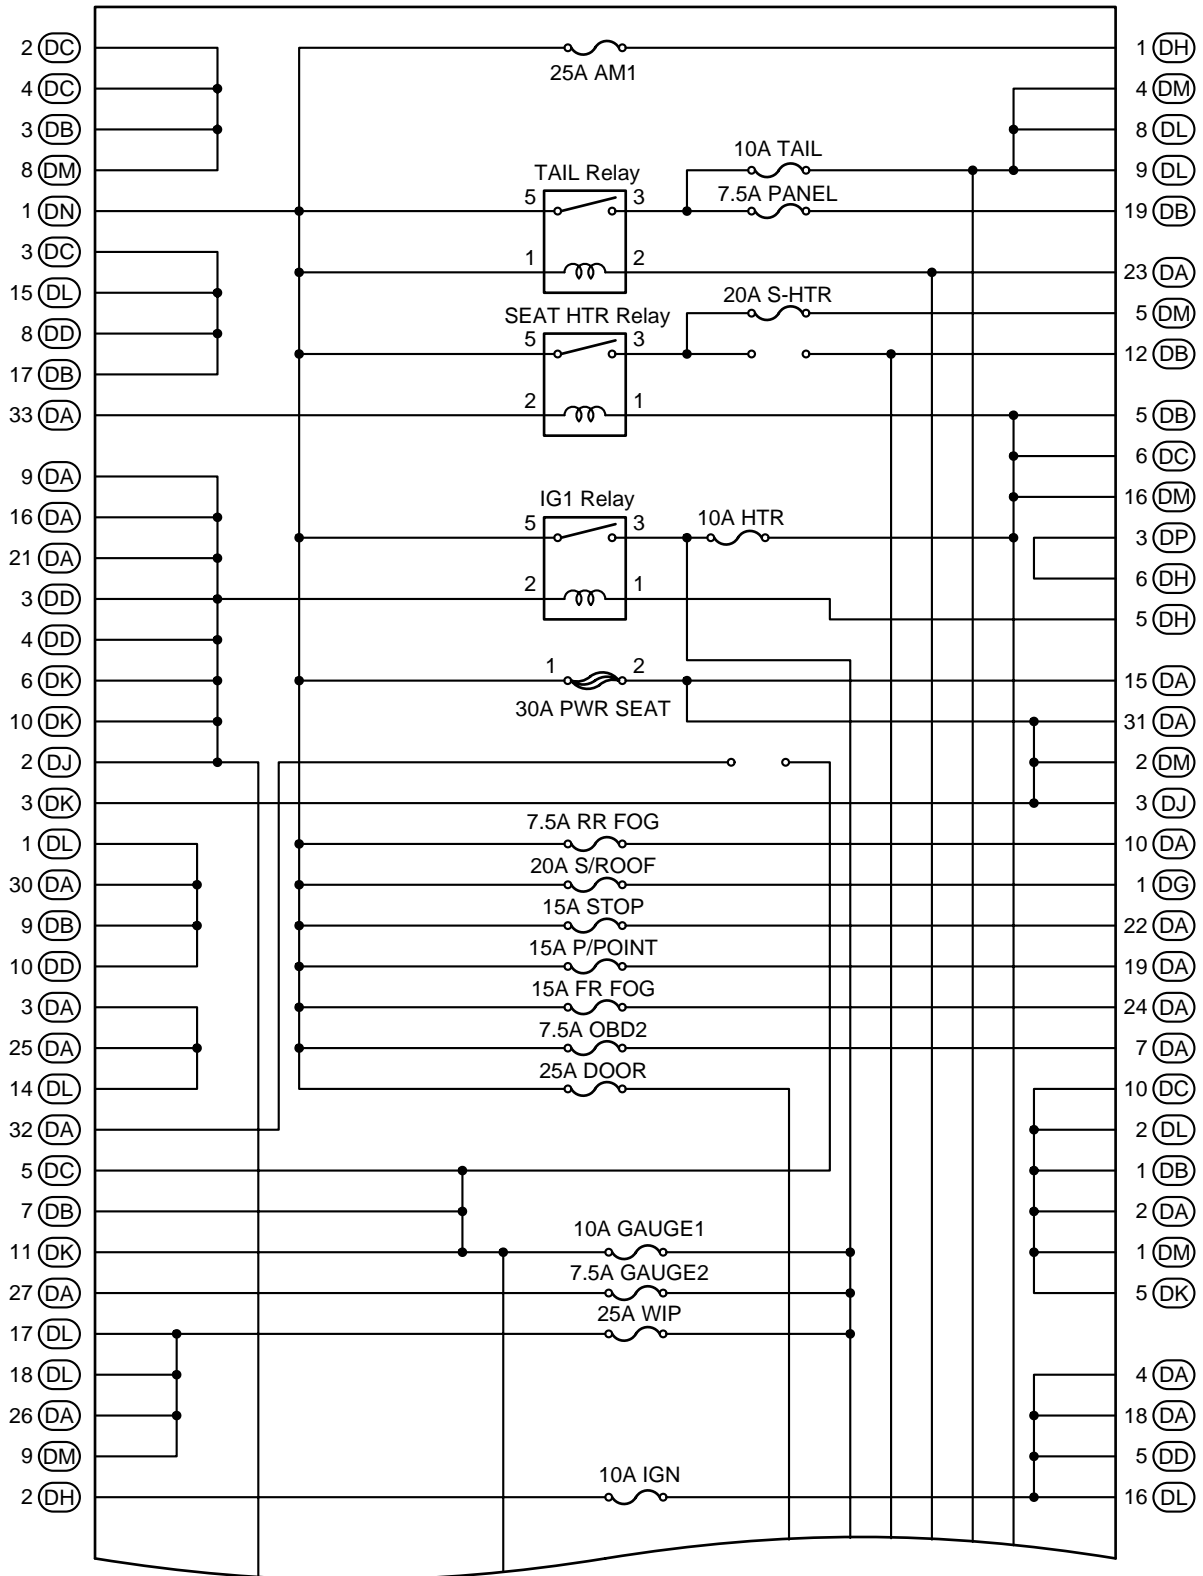 2 DC
1 DH
25A AM1
4 DC
4 DM
3 DB
8 DL
10A TAIL
8 DM
9 DL
TAIL Relay
7.5A PANEL
1 DN
5 3
19 DB
3 DC
1 2
23 DA
15 DL
20A S-HTR
5 DM
SEAT HTR Relay
8 DD
5 3
12 DB
17 DB
33 DA
2 1
5 DB
6 DC
9 DA
16 DM
IG1 Relay
16 DA
5 3
10A HTR
3 DP
21 DA
6 DH
3 DD
2 1
5 DH
4 DD
6 DK
1 2
15 DA
30A PWR SEAT
10 DK
31 DA
2 DJ
2 DM
3 DK
3 DJ
7.5A RR FOG
1 DL
10 DA
20A S/ROOF
30 DA
1 DG
15A STOP
9 DB
22 DA
15A P/POINT
10 DD
19 DA
15A FR FOG
3 DA
24 DA
7.5A OBD2
25 DA
7 DA
25A DOOR
14 DL
10 DC
32 DA
2 DL
5 DC
1 DB
7 DB
2 DA
10A GAUGE1
11 DK
1 DM
7.5A GAUGE2
27 DA
5 DK
25A WIP
17 DL
18 DL
4 DA
26 DA
18 DA
9 DM
5 DD
10A IGN
2 DH
16 DL